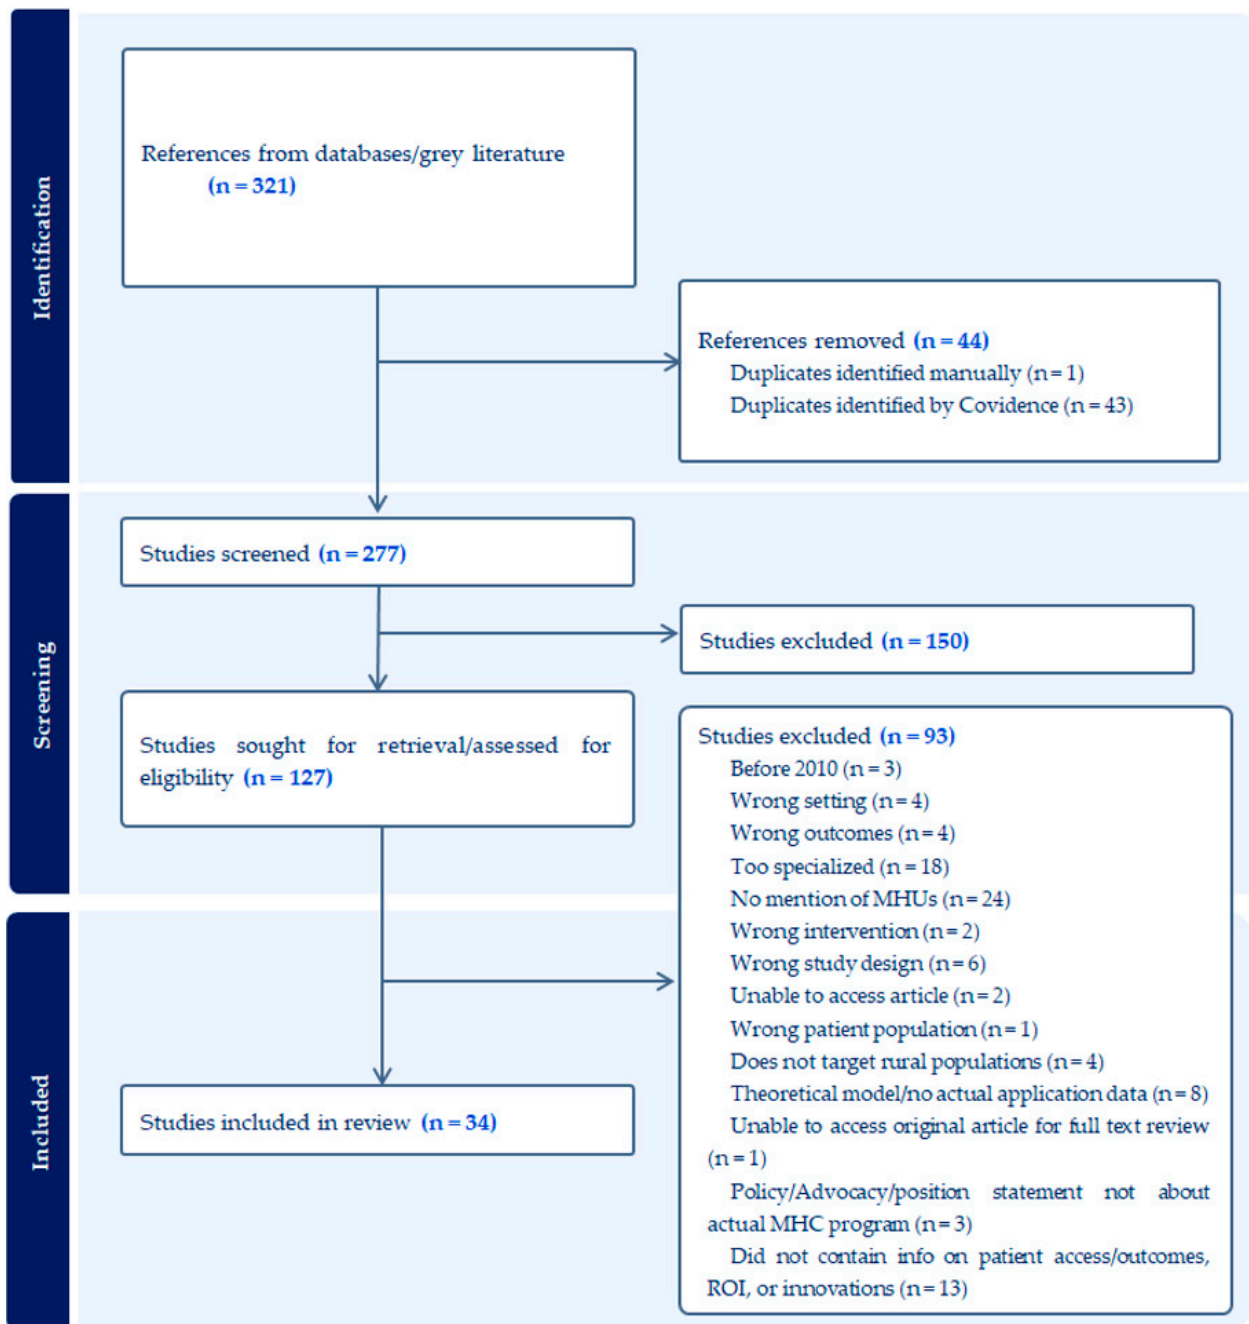 Identification
References from databases/grey literature
(n = 321)
References removed (n = 44)
Duplicates identified manually (n = 1)
Duplicates identified by Covidence (n = 43)
Screening
Studies screened (n = 277)
Studies excluded (n = 150)
Studies sought for retrieval/assessed for
eligibility (n = 127)
Studies excluded (n = 93)
Before 2010 (n = 3)
Wrong setting (n = 4)
Wrong outcomes (n = 4)
Too specialized (n = 18)
No mention of MHUs (n = 24)
Wrong intervention (n = 2)
Wrong study design (n = 6)
Unable to access article (n = 2)
Wrong patient population (n = 1)
Does not target rural populations (n = 4)
Theoretical model/no actual application data (n = 8)
Unable to access original article for full text review
(n = 1)
Policy/Advocacy/position statement not about
actual MHC program (n = 3)
Did not contain info on patient access/outcomes,
ROI, or innovations (n = 13)
Included
Studies included in review (n = 34)